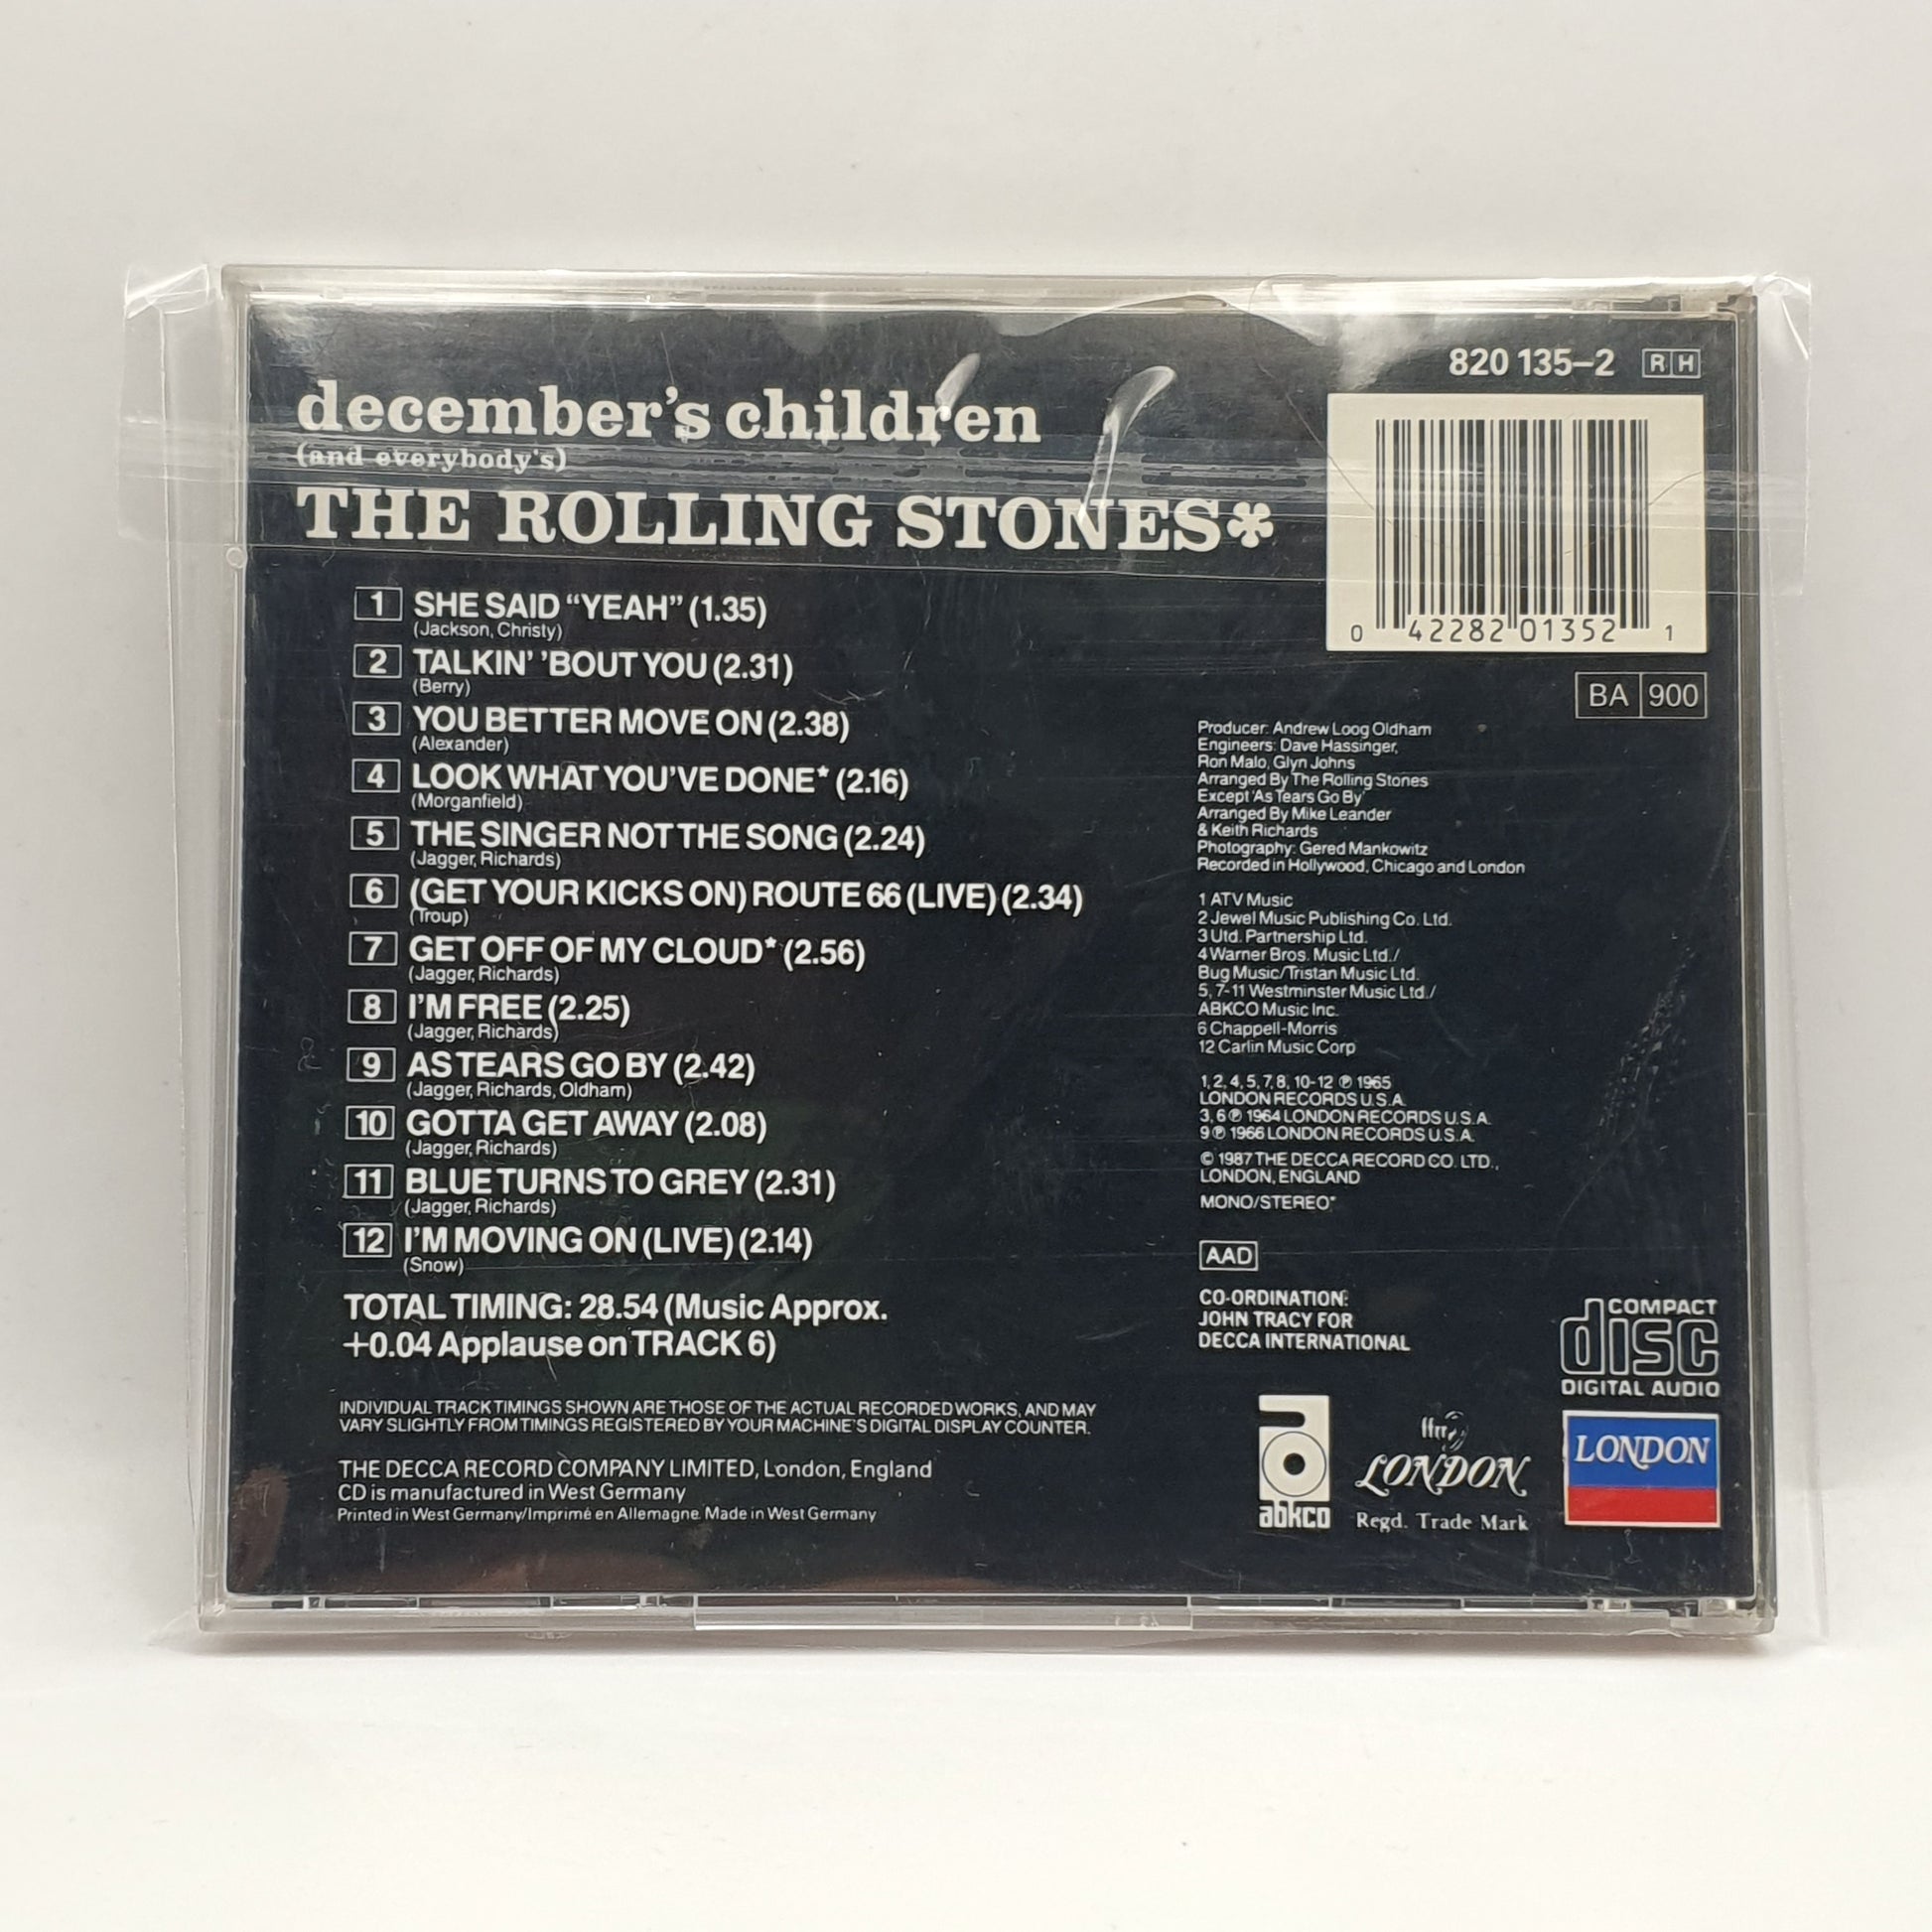 820 135–2 R H
december's children
(and everybody's)
THE ROLLING STONES*
0 42282 01352 1
BA 900
1 SHE SAID “YEAH” (1.35)
(Jackson, Christy)
2 TALKIN' 'BOUT YOU (2.31)
(Berry)
3 YOU BETTER MOVE ON (2.38)
(Alexander)
4 LOOK WHAT YOU'VE DONE* (2.16)
(Morganfield)
5 THE SINGER NOT THE SONG (2.24)
(Jagger, Richards)
6 (GET YOUR KICKS ON) ROUTE 66 (LIVE) (2.34)
(Troup)
7 GET OFF OF MY CLOUD* (2.56)
(Jagger, Richards)
8 I'M FREE (2.25)
(Jagger, Richards)
9 AS TEARS GO BY (2.42)
(Jagger, Richards, Oldham)
10 GOTTA GET AWAY (2.08)
(Jagger, Richards)
11 BLUE TURNS TO GREY (2.31)
(Jagger, Richards)
12 I'M MOVING ON (LIVE) (2.14)
(Snow)
TOTAL TIMING: 28.54 (Music Approx.
+0.04 Applause on TRACK 6)
INDIVIDUAL TRACK TIMINGS SHOWN ARE THOSE OF THE ACTUAL RECORDED WORKS, AND MAY
VARY SLIGHTLY FROM TIMINGS REGISTERED BY YOUR MACHINE'S DIGITAL DISPLAY COUNTER.
THE DECCA RECORD COMPANY LIMITED, London, England
CD is manufactured in West Germany
Printed in West Germany/Imprimé en Allemagne. Made in West Germany
Producer: Andrew Loog Oldham
Engineers: Dave Hassinger,
Ron Malo, Glyn Johns
Arranged By The Rolling Stones
Except 'As Tears Go By'
Arranged By Mike Leander
& Keith Richards
Photography: Gered Mankowitz
Recorded in Hollywood, Chicago and London
1 ATV Music
2 Jewel Music Publishing Co. Ltd.
3 Utd. Partnership Ltd.
4 Warner Bros. Music Ltd./
Bug Music/Tristan Music Ltd.
5, 7-11 Westminster Music Ltd./
ABKCO Music Inc.
6 Chappell-Morris
12 Carlin Music Corp
1, 2, 4, 5, 7, 8, 10-12 ℗ 1965
LONDON RECORDS U.S.A.
3, 6 ℗ 1964 LONDON RECORDS U.S.A.
9 ℗ 1966 LONDON RECORDS U.S.A.
© 1987 THE DECCA RECORD CO. LTD.,
LONDON, ENGLAND
MONO/STEREO*
AAD
CO-ORDINATION:
JOHN TRACY FOR
DECCA INTERNATIONAL
COMPACT
disc
DIGITAL AUDIO
abkco
ffrr
LONDON
Regd. Trade Mark
LONDON